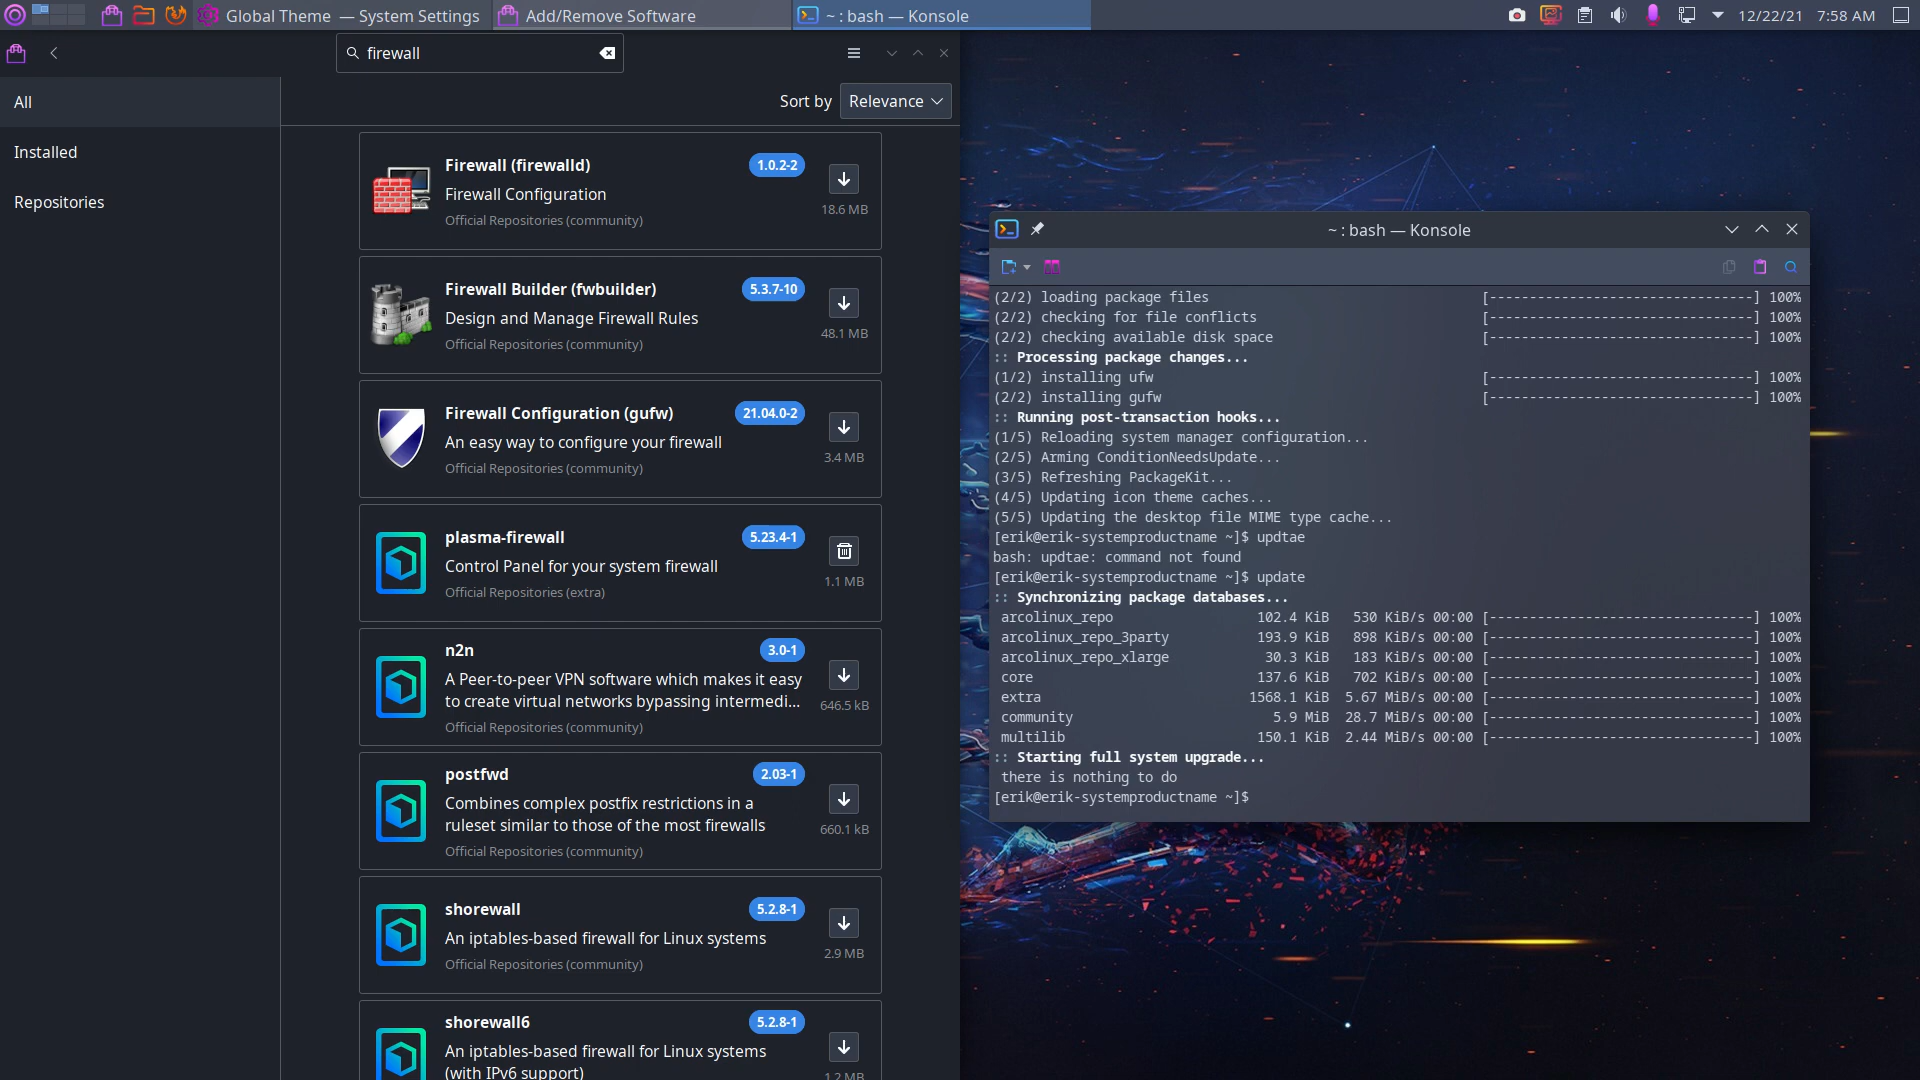 Global Theme — System Settings
Add/Remove Software
~ : bash — Konsole
12/22/21 7:58 AM
firewall
All
Installed
Repositories
Sort by Relevance
Firewall (firewalld) 1.0.2-2
Firewall Configuration
Official Repositories (community)
18.6 MB
Firewall Builder (fwbuilder) 5.3.7-10
Design and Manage Firewall Rules
Official Repositories (community)
48.1 MB
Firewall Configuration (gufw) 21.04.0-2
An easy way to configure your firewall
Official Repositories (community)
3.4 MB
plasma-firewall 5.23.4-1
Control Panel for your system firewall
Official Repositories (extra)
1.1 MB
n2n 3.0-1
A Peer-to-peer VPN software which makes it easy
to create virtual networks bypassing intermedi...
Official Repositories (community)
646.5 kB
postfwd 2.03-1
Combines complex postfix restrictions in a
ruleset similar to those of the most firewalls
Official Repositories (community)
660.1 kB
shorewall 5.2.8-1
An iptables-based firewall for Linux systems
Official Repositories (community)
2.9 MB
shorewall6 5.2.8-1
An iptables-based firewall for Linux systems
(with IPv6 support)
1.2 MB
~ : bash — Konsole
(2/2) loading package files [---------------------------------] 100%
(2/2) checking for file conflicts [---------------------------------] 100%
(2/2) checking available disk space [---------------------------------] 100%
:: Processing package changes...
(1/2) installing ufw [---------------------------------] 100%
(2/2) installing gufw [---------------------------------] 100%
:: Running post-transaction hooks...
(1/5) Reloading system manager configuration...
(2/5) Arming ConditionNeedsUpdate...
(3/5) Refreshing PackageKit...
(4/5) Updating icon theme caches...
(5/5) Updating the desktop file MIME type cache...
[erik@erik-systemproductname ~]$ updtae
bash: updtae: command not found
[erik@erik-systemproductname ~]$ update
:: Synchronizing package databases...
arcolinux_repo 102.4 KiB 530 KiB/s 00:00 [---------------------------------] 100%
arcolinux_repo_3party 193.9 KiB 898 KiB/s 00:00 [---------------------------------] 100%
arcolinux_repo_xlarge 30.3 KiB 183 KiB/s 00:00 [---------------------------------] 100%
core 137.6 KiB 702 KiB/s 00:00 [---------------------------------] 100%
extra 1568.1 KiB 5.67 MiB/s 00:00 [---------------------------------] 100%
community 5.9 MiB 28.7 MiB/s 00:00 [---------------------------------] 100%
multilib 150.1 KiB 2.44 MiB/s 00:00 [---------------------------------] 100%
:: Starting full system upgrade...
there is nothing to do
[erik@erik-systemproductname ~]$